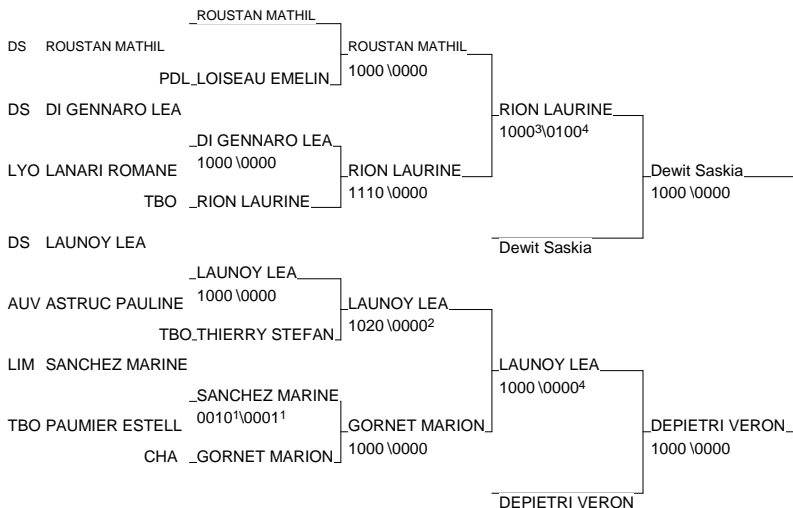 ROUSTAN MATHIL
DS ROUSTAN MATHIL ROUSTAN MATHIL
1000 \0000
PDL LOISEAU EMELIN
DS DI GENNARO LEA RION LAURINE
1000³\0100⁴
DI GENNARO LEA
1000 \0000
LYO LANARI ROMANE RION LAURINE Dewit Saskia
1110 \0000 1000 \0000
TBO RION LAURINE
DS LAUNOY LEA Dewit Saskia
LAUNOY LEA
1000 \0000
AUV ASTRUC PAULINE LAUNOY LEA
1020 \0000²
TBO THIERRY STEFAN
LIM SANCHEZ MARINE LAUNOY LEA
1000 \0000⁴
SANCHEZ MARINE
0010¹\0001¹
TBO PAUMIER ESTELL GORNET MARION DEPIETRI VERON
1000 \0000 1000 \0000
CHA GORNET MARION
DEPIETRI VERON